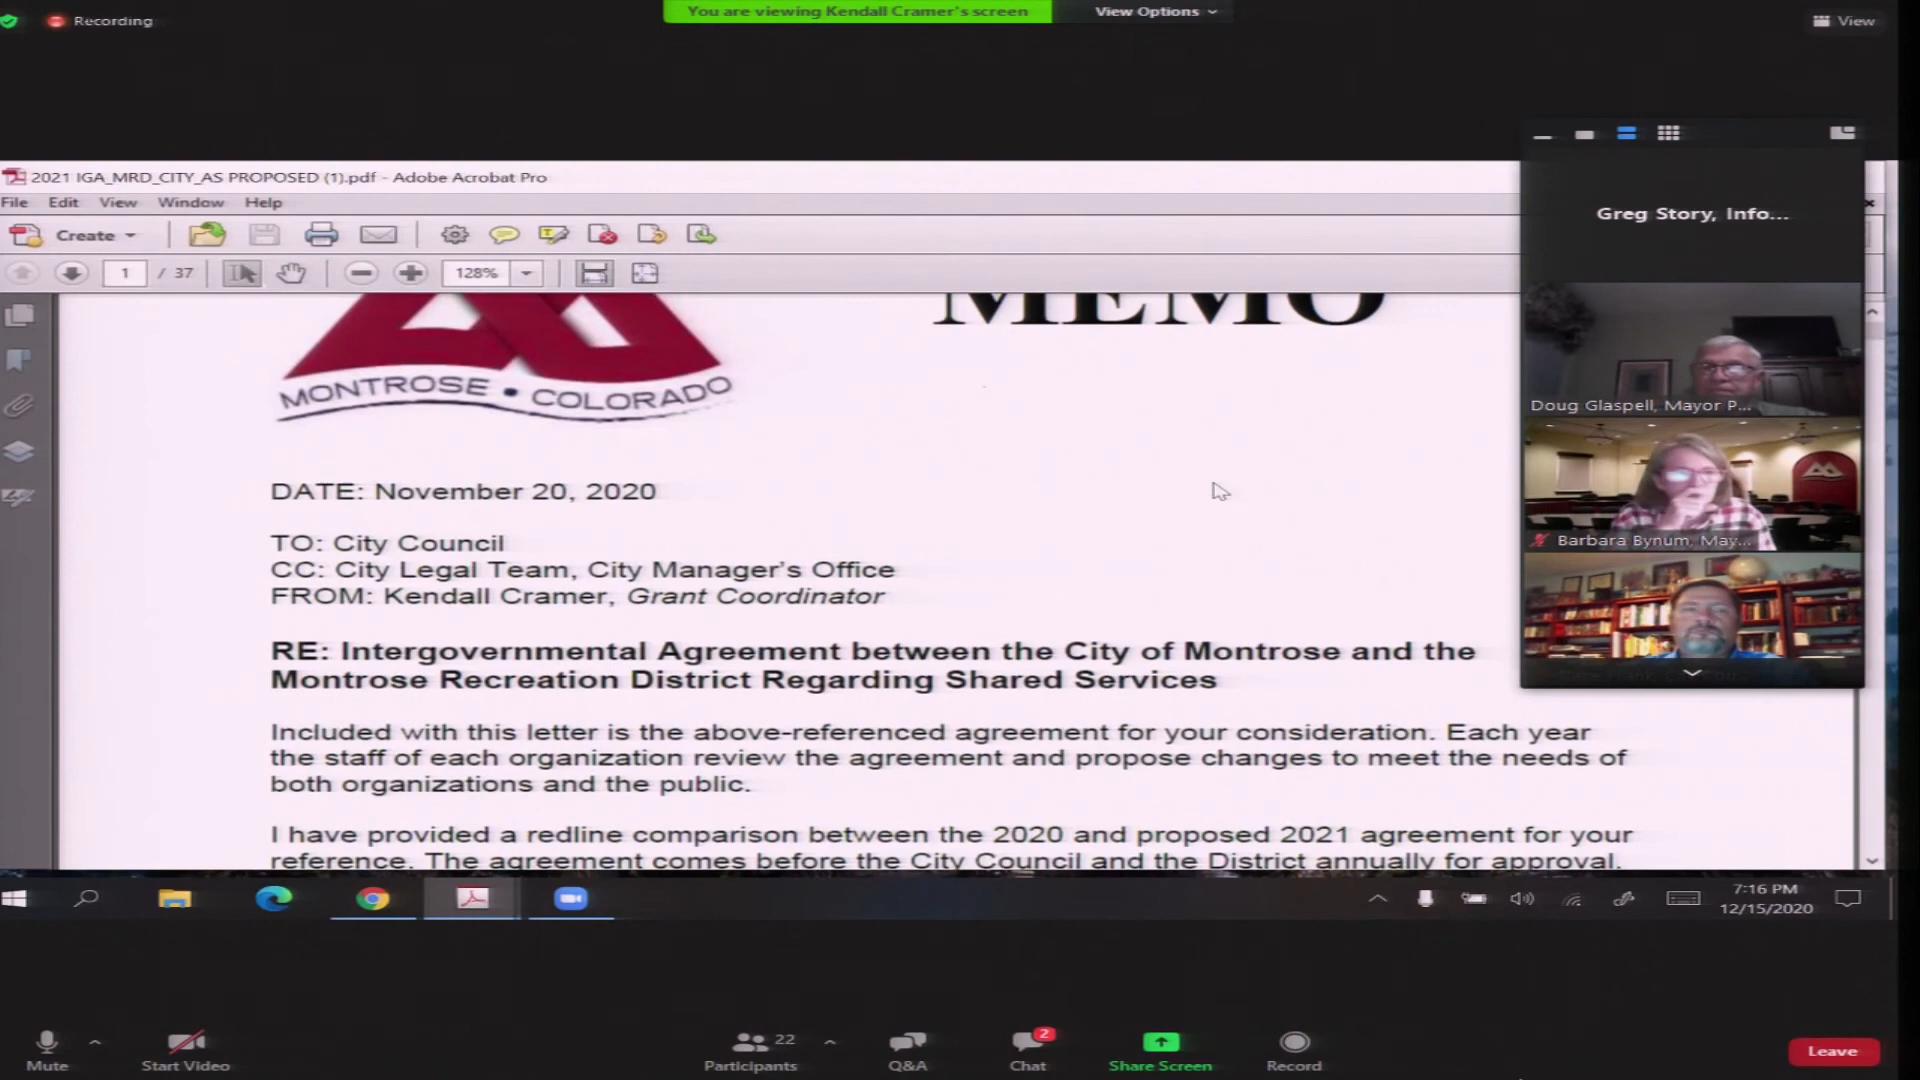 Recording
You are viewing Kendall Cramer's screen
View Options
View
2021 IGA_MRD_CITY_AS PROPOSED (1).pdf - Adobe Acrobat Pro
File Edit View Window Help
Create
1 / 37
128%
MEMO
MONTROSE • COLORADO
DATE: November 20, 2020
TO: City Council
CC: City Legal Team, City Manager's Office
FROM: Kendall Cramer, Grant Coordinator
RE: Intergovernmental Agreement between the City of Montrose and the
Montrose Recreation District Regarding Shared Services
Included with this letter is the above-referenced agreement for your consideration. Each year
the staff of each organization review the agreement and propose changes to meet the needs of
both organizations and the public.
I have provided a redline comparison between the 2020 and proposed 2021 agreement for your
reference. The agreement comes before the City Council and the District annually for approval.
Greg Story, Info...
Doug Glaspell, Mayor P...
Barbara Bynum, May...
7:16 PM
12/15/2020
Mute
Start Video
22
Participants
Q&A
2
Chat
Share Screen
Record
Leave